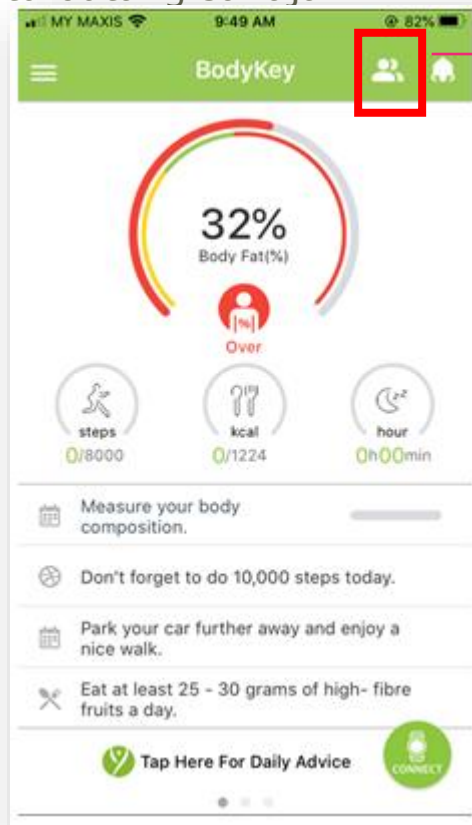 MY MAXIS 9:49 AM 82%
BodyKey
32%
Body Fat(%)
|%|
Over
steps kcal hour
0/8000 0/1224 0h00min
Measure your body
composition.
Don't forget to do 10,000 steps today.
Park your car further away and enjoy a
nice walk.
Eat at least 25 - 30 grams of high- fibre
fruits a day.
Tap Here For Daily Advice
CONNECT